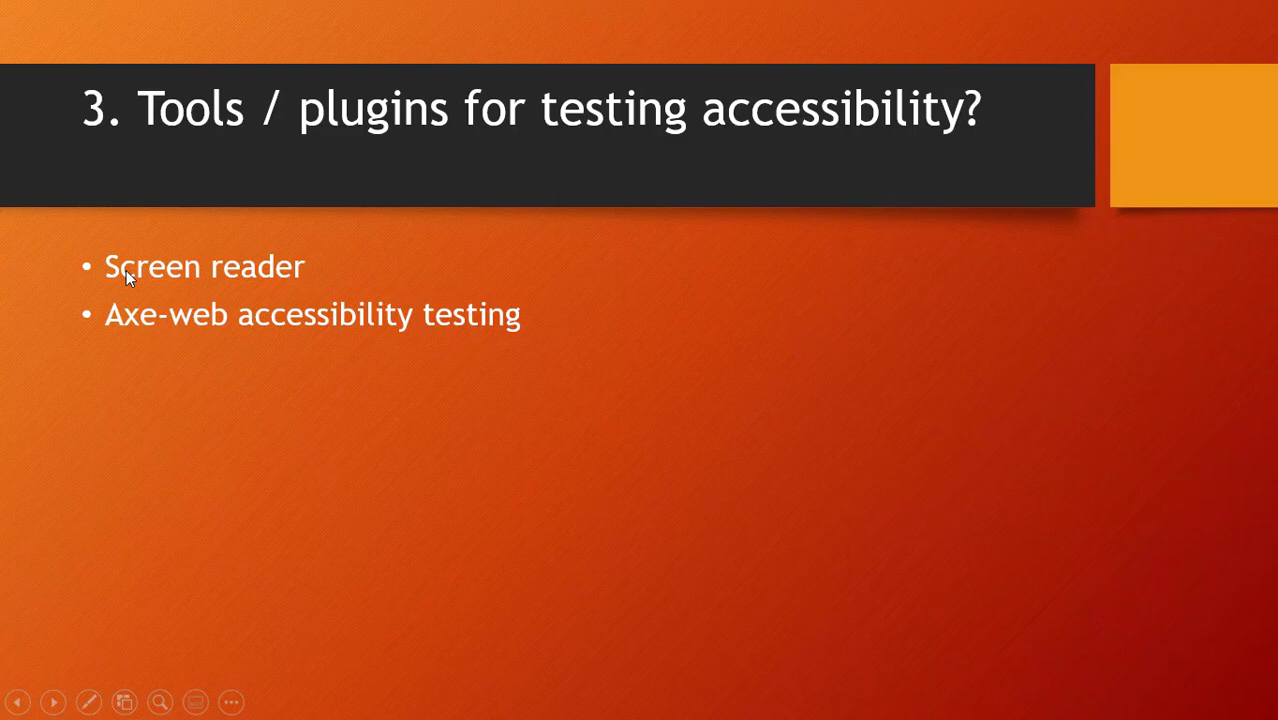 3. Tools / plugins for testing accessibility?
• Screen reader
• Axe-web accessibility testing